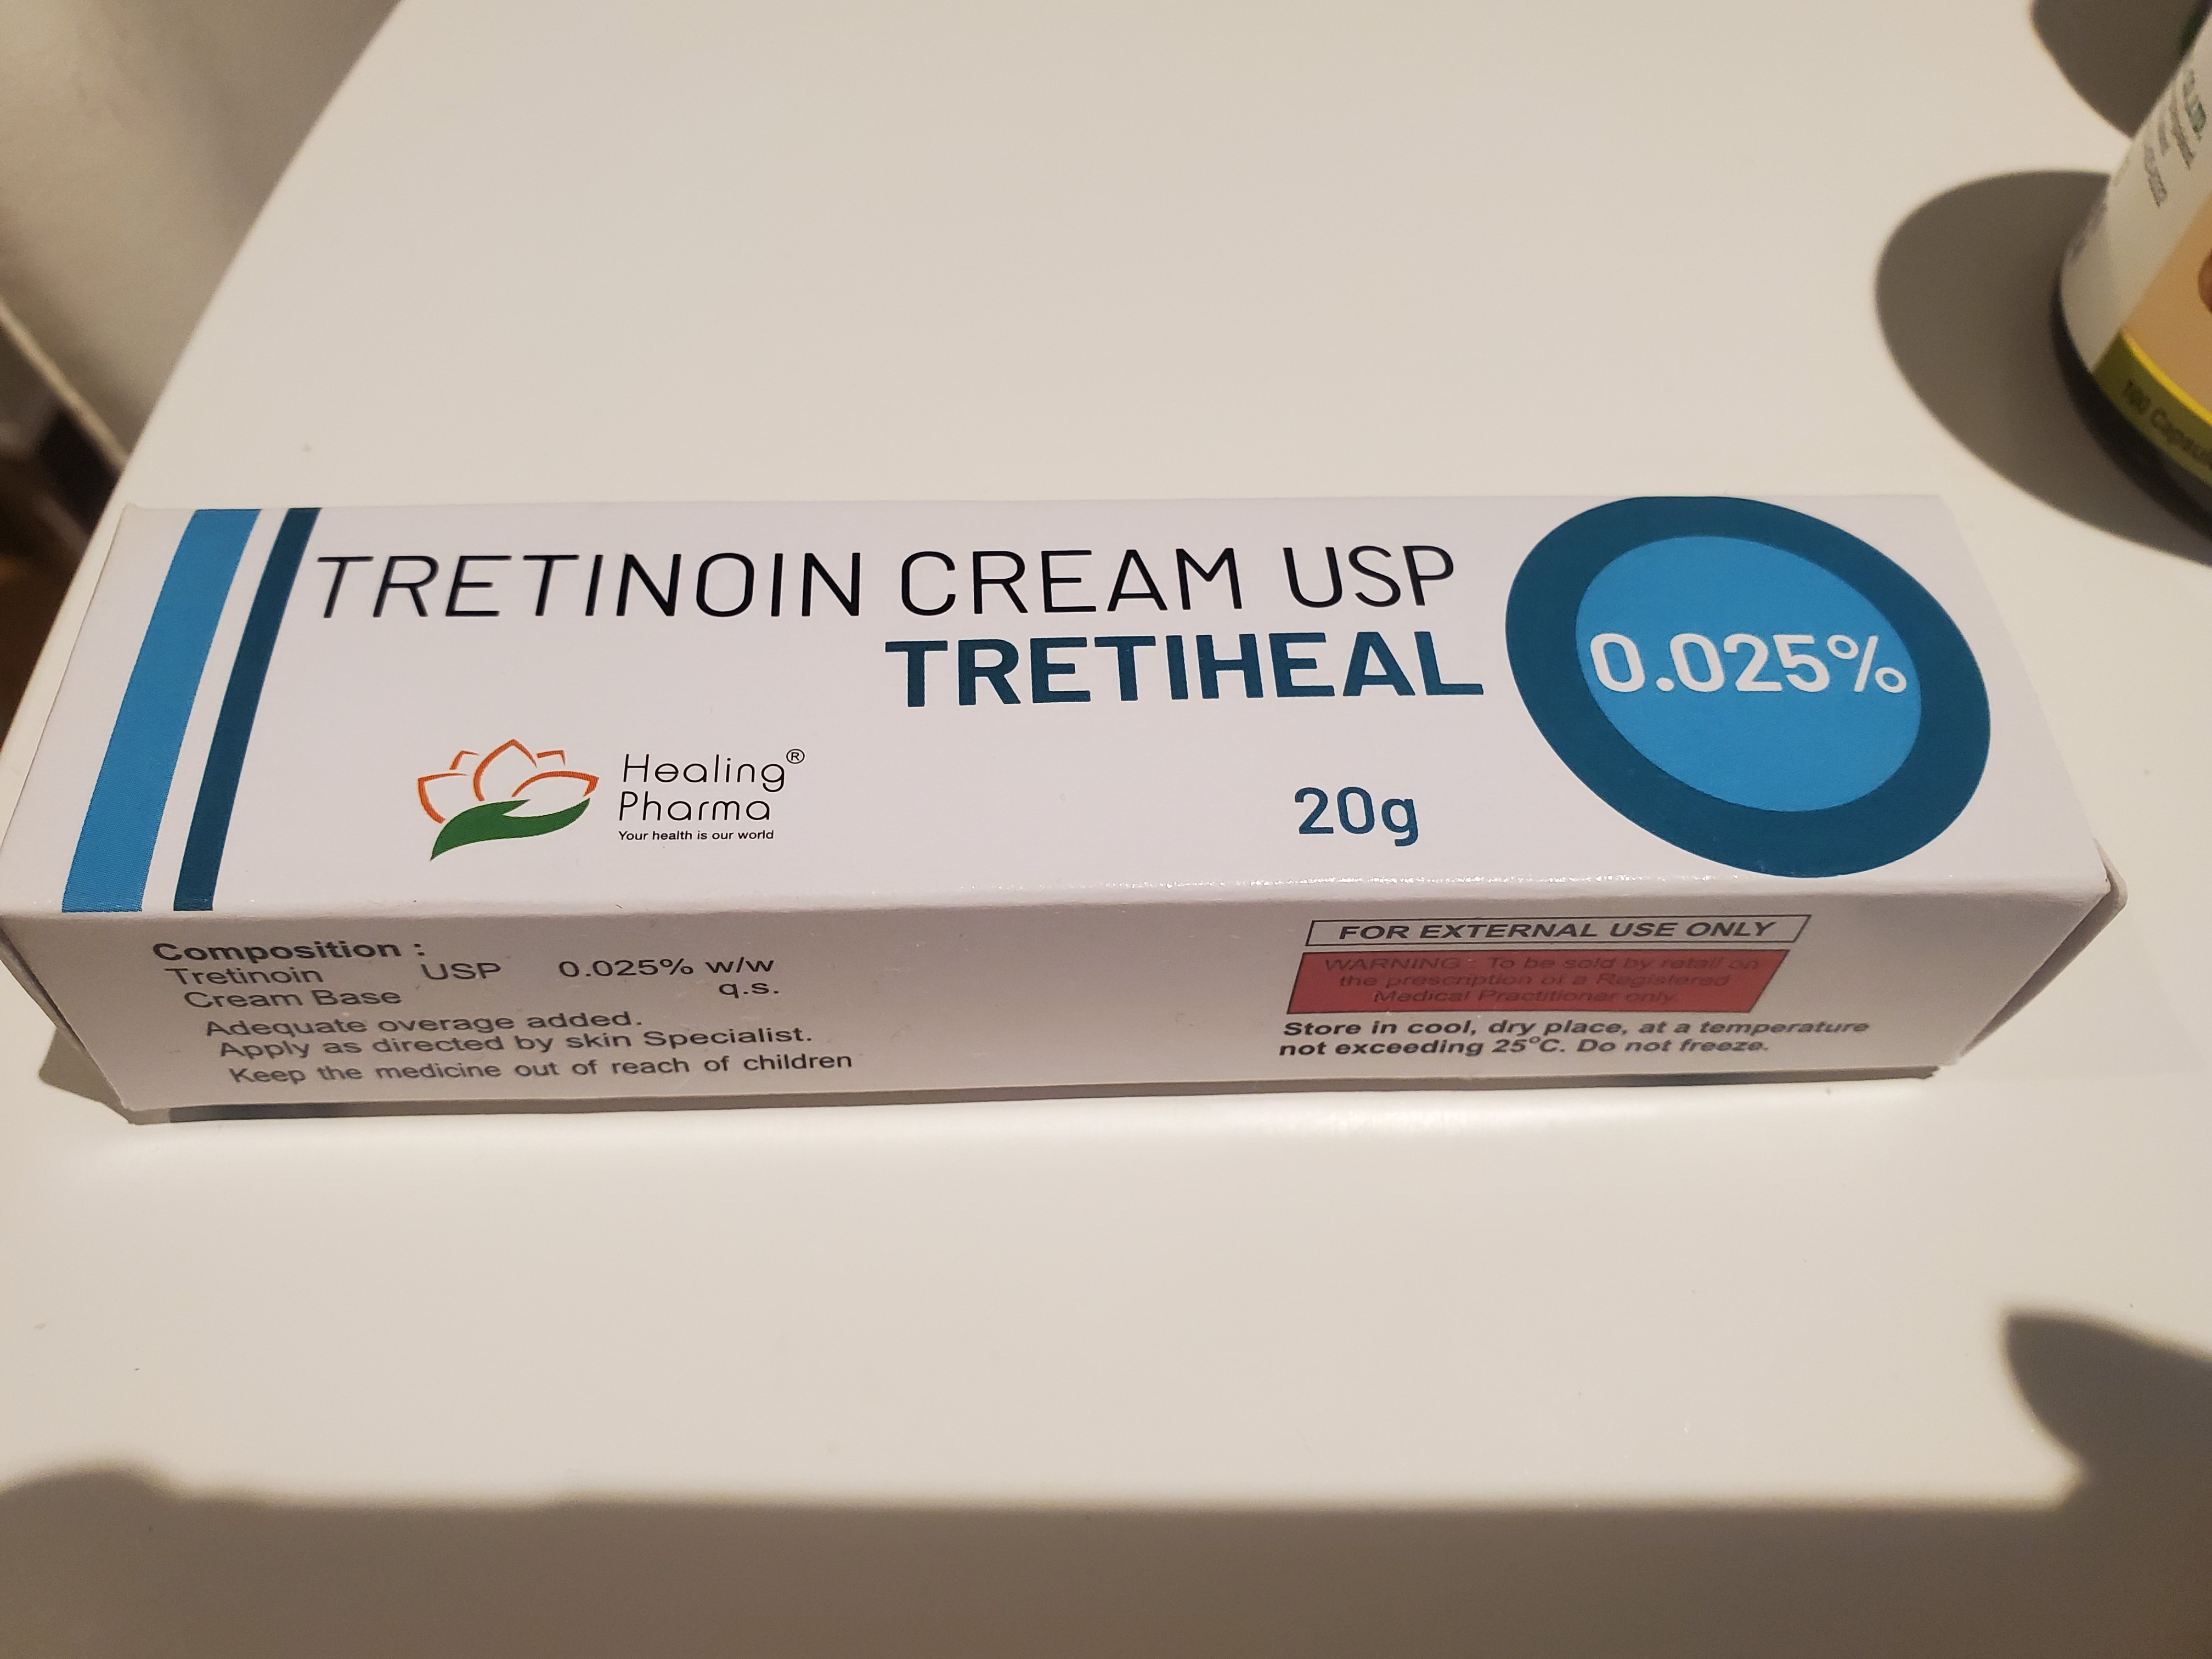 TRETINOIN CREAM USP
TRETIHEAL
0.025%
Healing®
Pharma
Your health is our world
20g
Composition :
Tretinoin USP 0.025% w/w
Cream Base q.s.
Adequate overage added.
Apply as directed by skin Specialist.
Keep the medicine out of reach of children
FOR EXTERNAL USE ONLY
WARNING : To be sold by retail on
the prescription of a Registered
Medical Practitioner only.
Store in cool, dry place, at a temperature
not exceeding 25°C. Do not freeze.